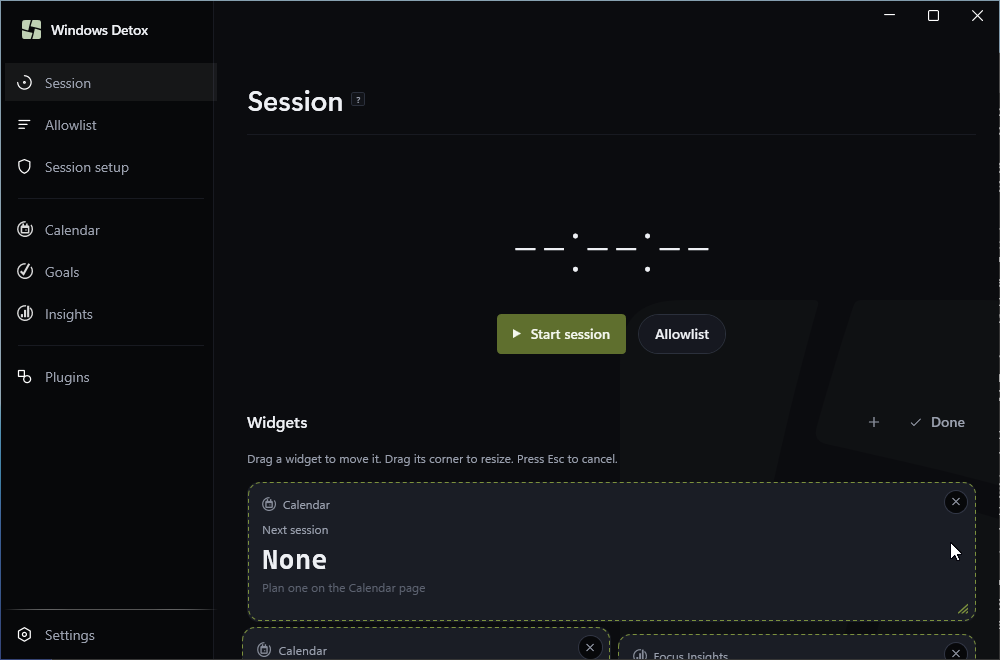 Windows Detox
Session
Allowlist
Session setup
Calendar
Goals
Insights
Plugins
Settings
Session ?
--:--:--
Start session
Allowlist
Widgets
+ Done
Drag a widget to move it. Drag its corner to resize. Press Esc to cancel.
Calendar
Next session
None
Plan one on the Calendar page
Calendar
Focus Insights